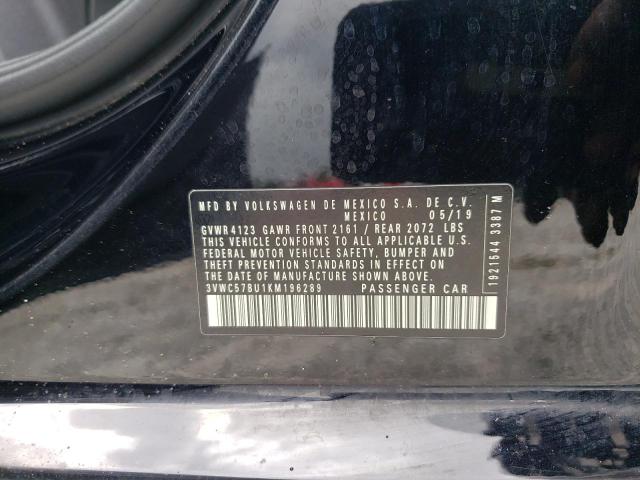 MFD BY VOLKSWAGEN DE MEXICO S.A. DE C.V.
MEXICO 05/19
GVWR4123 GAWR FRONT 2161 / REAR 2072 LBS
THIS VEHICLE CONFORMS TO ALL APPLICABLE U.S.
FEDERAL MOTOR VEHICLE SAFETY, BUMPER AND
THEFT PREVENTION STANDARDS IN EFFECT ON
THE DATE OF MANUFACTURE SHOWN ABOVE.
3VWC57BU1KM196289 PASSENGER CAR
1921544 3387 M